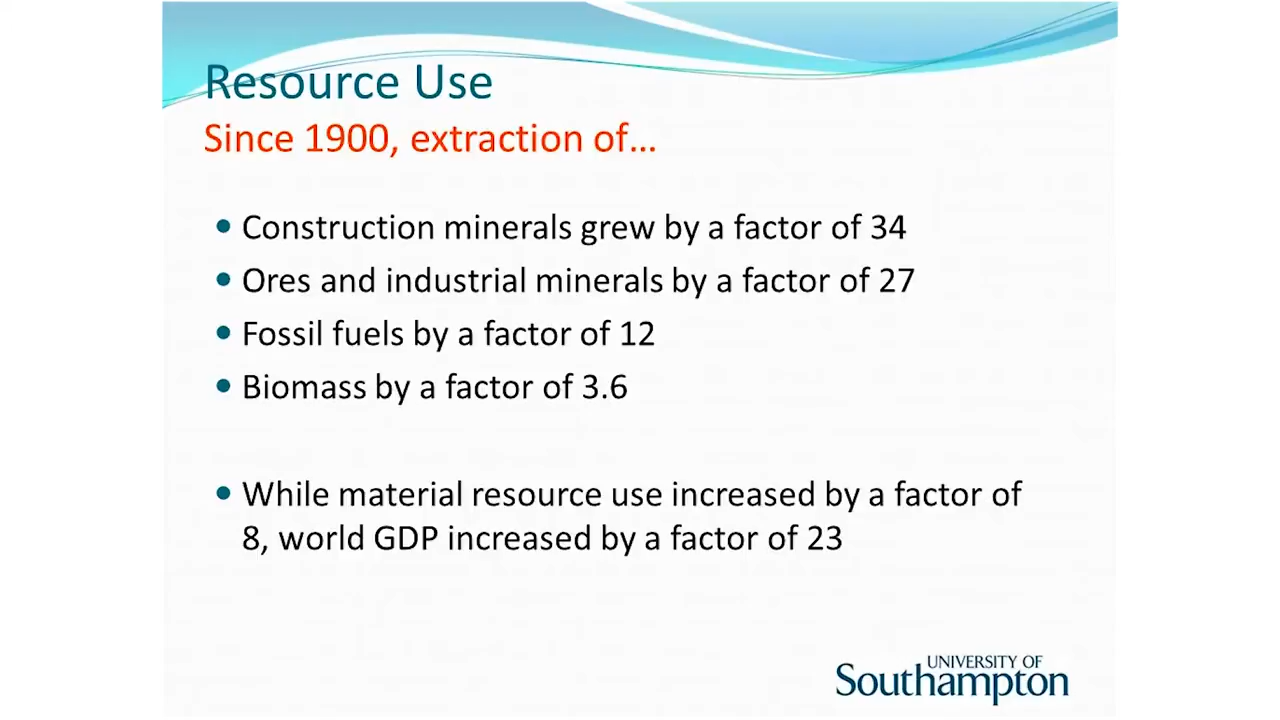 Resource Use
Since 1900, extraction of…
• Construction minerals grew by a factor of 34
• Ores and industrial minerals by a factor of 27
• Fossil fuels by a factor of 12
• Biomass by a factor of 3.6
• While material resource use increased by a factor of
8, world GDP increased by a factor of 23
UNIVERSITY OF
Southampton